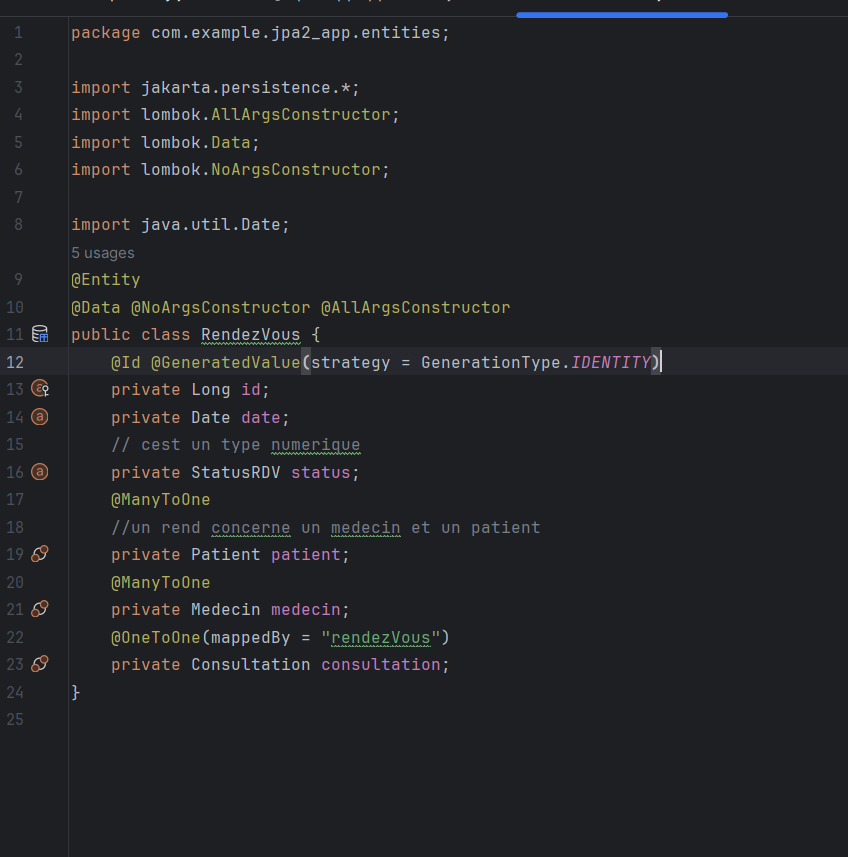 1 package com.example.jpa2_app.entities;
2
3 import jakarta.persistence.*;
4 import lombok.AllArgsConstructor;
5 import lombok.Data;
6 import lombok.NoArgsConstructor;
7
8 import java.util.Date;
5 usages
9 @Entity
10 @Data @NoArgsConstructor @AllArgsConstructor
11 public class RendezVous {
12 @Id @GeneratedValue(strategy = GenerationType.IDENTITY)
13 private Long id;
14 private Date date;
15 // cest un type numerique
16 private StatusRDV status;
17 @ManyToOne
18 //un rend concerne un medecin et un patient
19 private Patient patient;
20 @ManyToOne
21 private Medecin medecin;
22 @OneToOne(mappedBy = "rendezVous")
23 private Consultation consultation;
24 }
25